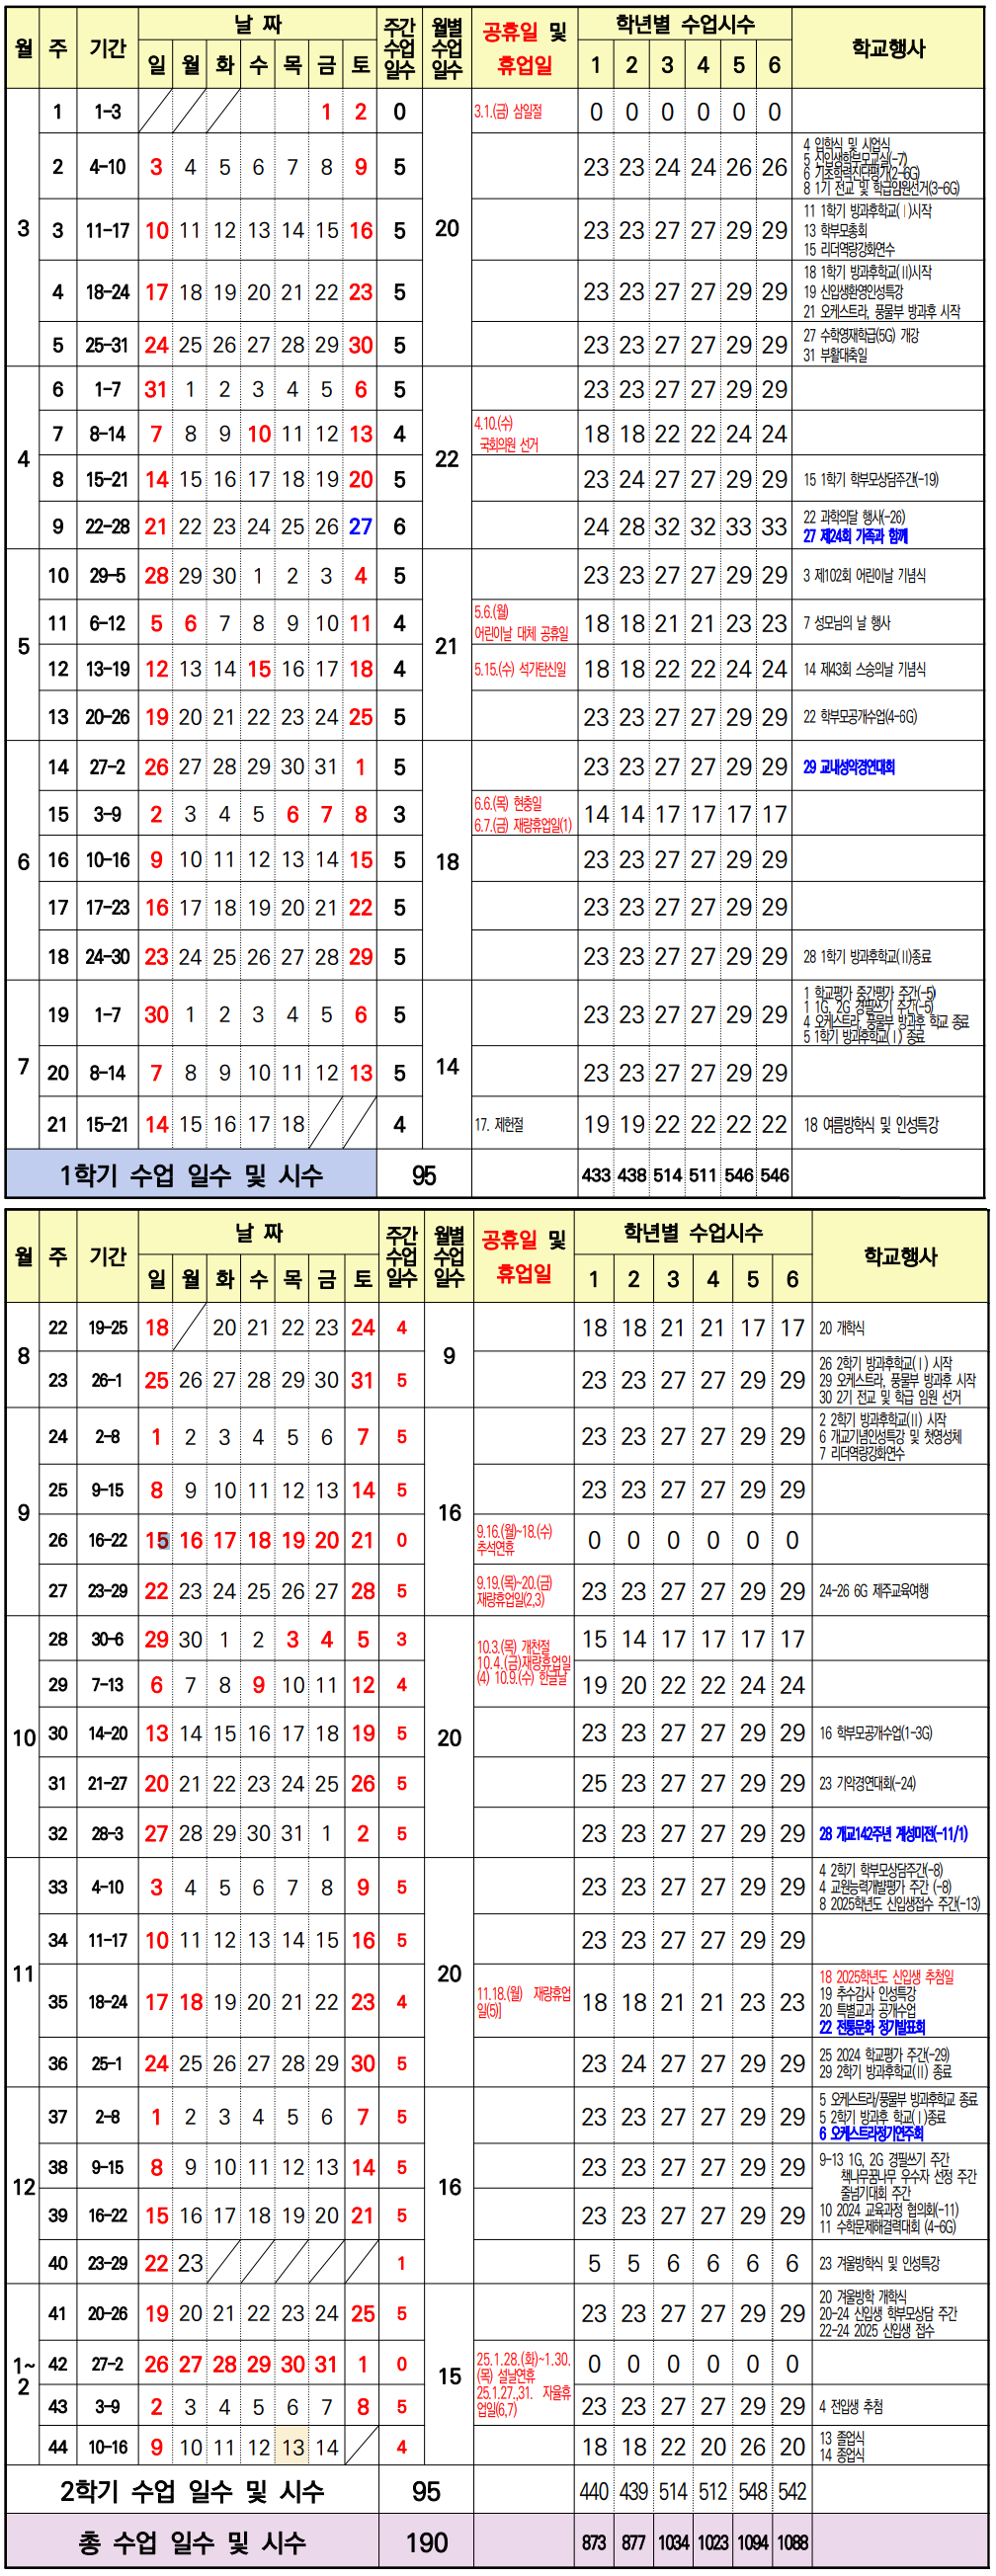 월 주 기간 날 짜 주간 수업 일수 월별 수업 일수 공휴일 및 휴업일 학년별 수업시수 학교행사
일 월 화 수 목 금 토 1 2 3 4 5 6
3 1 1-3 1 2 0 20 3.1.(금) 삼일절 0 0 0 0 0 0
2 4-10 3 4 5 6 7 8 9 5 23 23 24 24 26 26 4 입학식 및 시업식
5 신입생학부모교실(-7)
6 기초학력진단평가(2-6G)
8 1기 전교 및 학급임원선거(3-6G)
3 11-17 10 11 12 13 14 15 16 5 23 23 27 27 29 29 11 1학기 방과후학교(Ⅰ)시작
13 학부모총회
15 리더역량강화연수
4 18-24 17 18 19 20 21 22 23 5 23 23 27 27 29 29 18 1학기 방과후학교(Ⅱ)시작
19 신입생환영인성특강
21 오케스트라, 풍물부 방과후 시작
5 25-31 24 25 26 27 28 29 30 5 23 23 27 27 29 29 27 수학영재학급(5G) 개강
31 부활대축일
4 6 1-7 31 1 2 3 4 5 6 5 22 23 23 27 27 29 29
7 8-14 7 8 9 10 11 12 13 4 4.10.(수) 국회의원 선거 18 18 22 22 24 24
8 15-21 14 15 16 17 18 19 20 5 23 24 27 27 29 29 15 1학기 학부모상담주간(-19)
9 22-28 21 22 23 24 25 26 27 6 24 28 32 32 33 33 22 과학의달 행사(-26)
27 제24회 가족과 함께
5 10 29-5 28 29 30 1 2 3 4 5 21 23 23 27 27 29 29 3 제102회 어린이날 기념식
11 6-12 5 6 7 8 9 10 11 4 5.6.(월) 어린이날 대체 공휴일 18 18 21 21 23 23 7 성모님의 날 행사
12 13-19 12 13 14 15 16 17 18 4 5.15.(수) 석가탄신일 18 18 22 22 24 24 14 제43회 스승의날 기념식
13 20-26 19 20 21 22 23 24 25 5 23 23 27 27 29 29 22 학부모공개수업(4-6G)
6 14 27-2 26 27 28 29 30 31 1 5 18 23 23 27 27 29 29 29 교내성악경연대회
15 3-9 2 3 4 5 6 7 8 3 6.6.(목) 현충일 6.7.(금) 재량휴업일(1) 14 14 17 17 17 17
16 10-16 9 10 11 12 13 14 15 5 23 23 27 27 29 29
17 17-23 16 17 18 19 20 21 22 5 23 23 27 27 29 29
18 24-30 23 24 25 26 27 28 29 5 23 23 27 27 29 29 28 1학기 방과후학교(Ⅱ)종료
7 19 1-7 30 1 2 3 4 5 6 5 14 23 23 27 27 29 29 1 학교평가 중간평가 주간(-5)
1 1G, 2G 경필쓰기 주간(-5)
4 오케스트라, 풍물부 방과후 학교 종료
5 1학기 방과후학교(Ⅰ) 종료
20 8-14 7 8 9 10 11 12 13 5 23 23 27 27 29 29
21 15-21 14 15 16 17 18 4 17. 제헌절 19 19 22 22 22 22 18 여름방학식 및 인성특강
1학기 수업 일수 및 시수 95 433 438 514 511 546 546
월 주 기간 날 짜 주간 수업 일수 월별 수업 일수 공휴일 및 휴업일 학년별 수업시수 학교행사
일 월 화 수 목 금 토 1 2 3 4 5 6
8 22 19-25 18 20 21 22 23 24 4 9 18 18 21 21 17 17 20 개학식
23 26-1 25 26 27 28 29 30 31 5 23 23 27 27 29 29 26 2학기 방과후학교(Ⅰ) 시작
29 오케스트라, 풍물부 방과후 시작
30 2기 전교 및 학급 임원 선거
9 24 2-8 1 2 3 4 5 6 7 5 16 23 23 27 27 29 29 2 2학기 방과후학교(Ⅱ) 시작
6 개교기념인성특강 및 첫영성체
7 리더역량강화연수
25 9-15 8 9 10 11 12 13 14 5 23 23 27 27 29 29
26 16-22 15 16 17 18 19 20 21 0 9.16.(월)~18.(수) 추석연휴 0 0 0 0 0 0
27 23-29 22 23 24 25 26 27 28 5 9.19.(목)~20.(금) 재량휴업일(2,3) 23 23 27 27 29 29 24-26 6G 제주교육여행
10 28 30-6 29 30 1 2 3 4 5 3 20 10.3.(목) 개천절 10.4.(금)재량휴업일(4) 10.9.(수) 한글날 15 14 17 17 17 17
29 7-13 6 7 8 9 10 11 12 4 19 20 22 22 24 24
30 14-20 13 14 15 16 17 18 19 5 23 23 27 27 29 29 16 학부모공개수업(1-3G)
31 21-27 20 21 22 23 24 25 26 5 25 23 27 27 29 29 23 기악경연대회(-24)
32 28-3 27 28 29 30 31 1 2 5 23 23 27 27 29 29 28 개교142주년 계성미전(-11/1)
11 33 4-10 3 4 5 6 7 8 9 5 20 23 23 27 27 29 29 4 2학기 학부모상담주간(-8)
4 교원능력개발평가 주간 (-8)
8 2025학년도 신입생접수 주간(-13)
34 11-17 10 11 12 13 14 15 16 5 23 23 27 27 29 29
35 18-24 17 18 19 20 21 22 23 4 11.18.(월) 재량휴업일(5)] 18 18 21 21 23 23 18 2025학년도 신입생 추첨일
19 추수감사 인성특강
20 특별교과 공개수업
22 전통문화 정기발표회
36 25-1 24 25 26 27 28 29 30 5 23 24 27 27 29 29 25 2024 학교평가 주간(-29)
29 2학기 방과후학교(Ⅱ) 종료
12 37 2-8 1 2 3 4 5 6 7 5 16 23 23 27 27 29 29 5 오케스트라/풍물부 방과후학교 종료
5 2학기 방과후 학교(Ⅰ)종료
6 오케스트라정기연주회
38 9-15 8 9 10 11 12 13 14 5 23 23 27 27 29 29 9-13 1G, 2G 경필쓰기 주간
책나무꿈나무 우수자 선정 주간
줄넘기대회 주간
39 16-22 15 16 17 18 19 20 21 5 23 23 27 27 29 29 10 2024 교육과정 협의회(-11)
11 수학문제해결력대회 (4-6G)
40 23-29 22 23 1 5 5 6 6 6 6 23 겨울방학식 및 인성특강
1~2 41 20-26 19 20 21 22 23 24 25 5 15 23 23 27 27 29 29 20 겨울방학 개학식
20-24 신입생 학부모상담 주간
22-24 2025 신입생 접수
42 27-2 26 27 28 29 30 31 1 0 25.1.28.(화)~1.30.(목) 설날연휴 25.1.27.,31. 자율휴업일(6,7) 0 0 0 0 0 0
43 3-9 2 3 4 5 6 7 8 5 23 23 27 27 29 29 4 전입생 추첨
44 10-16 9 10 11 12 13 14 4 18 18 22 20 26 20 13 졸업식
14 종업식
2학기 수업 일수 및 시수 95 440 439 514 512 548 542
총 수업 일수 및 시수 190 873 877 1034 1023 1094 1088